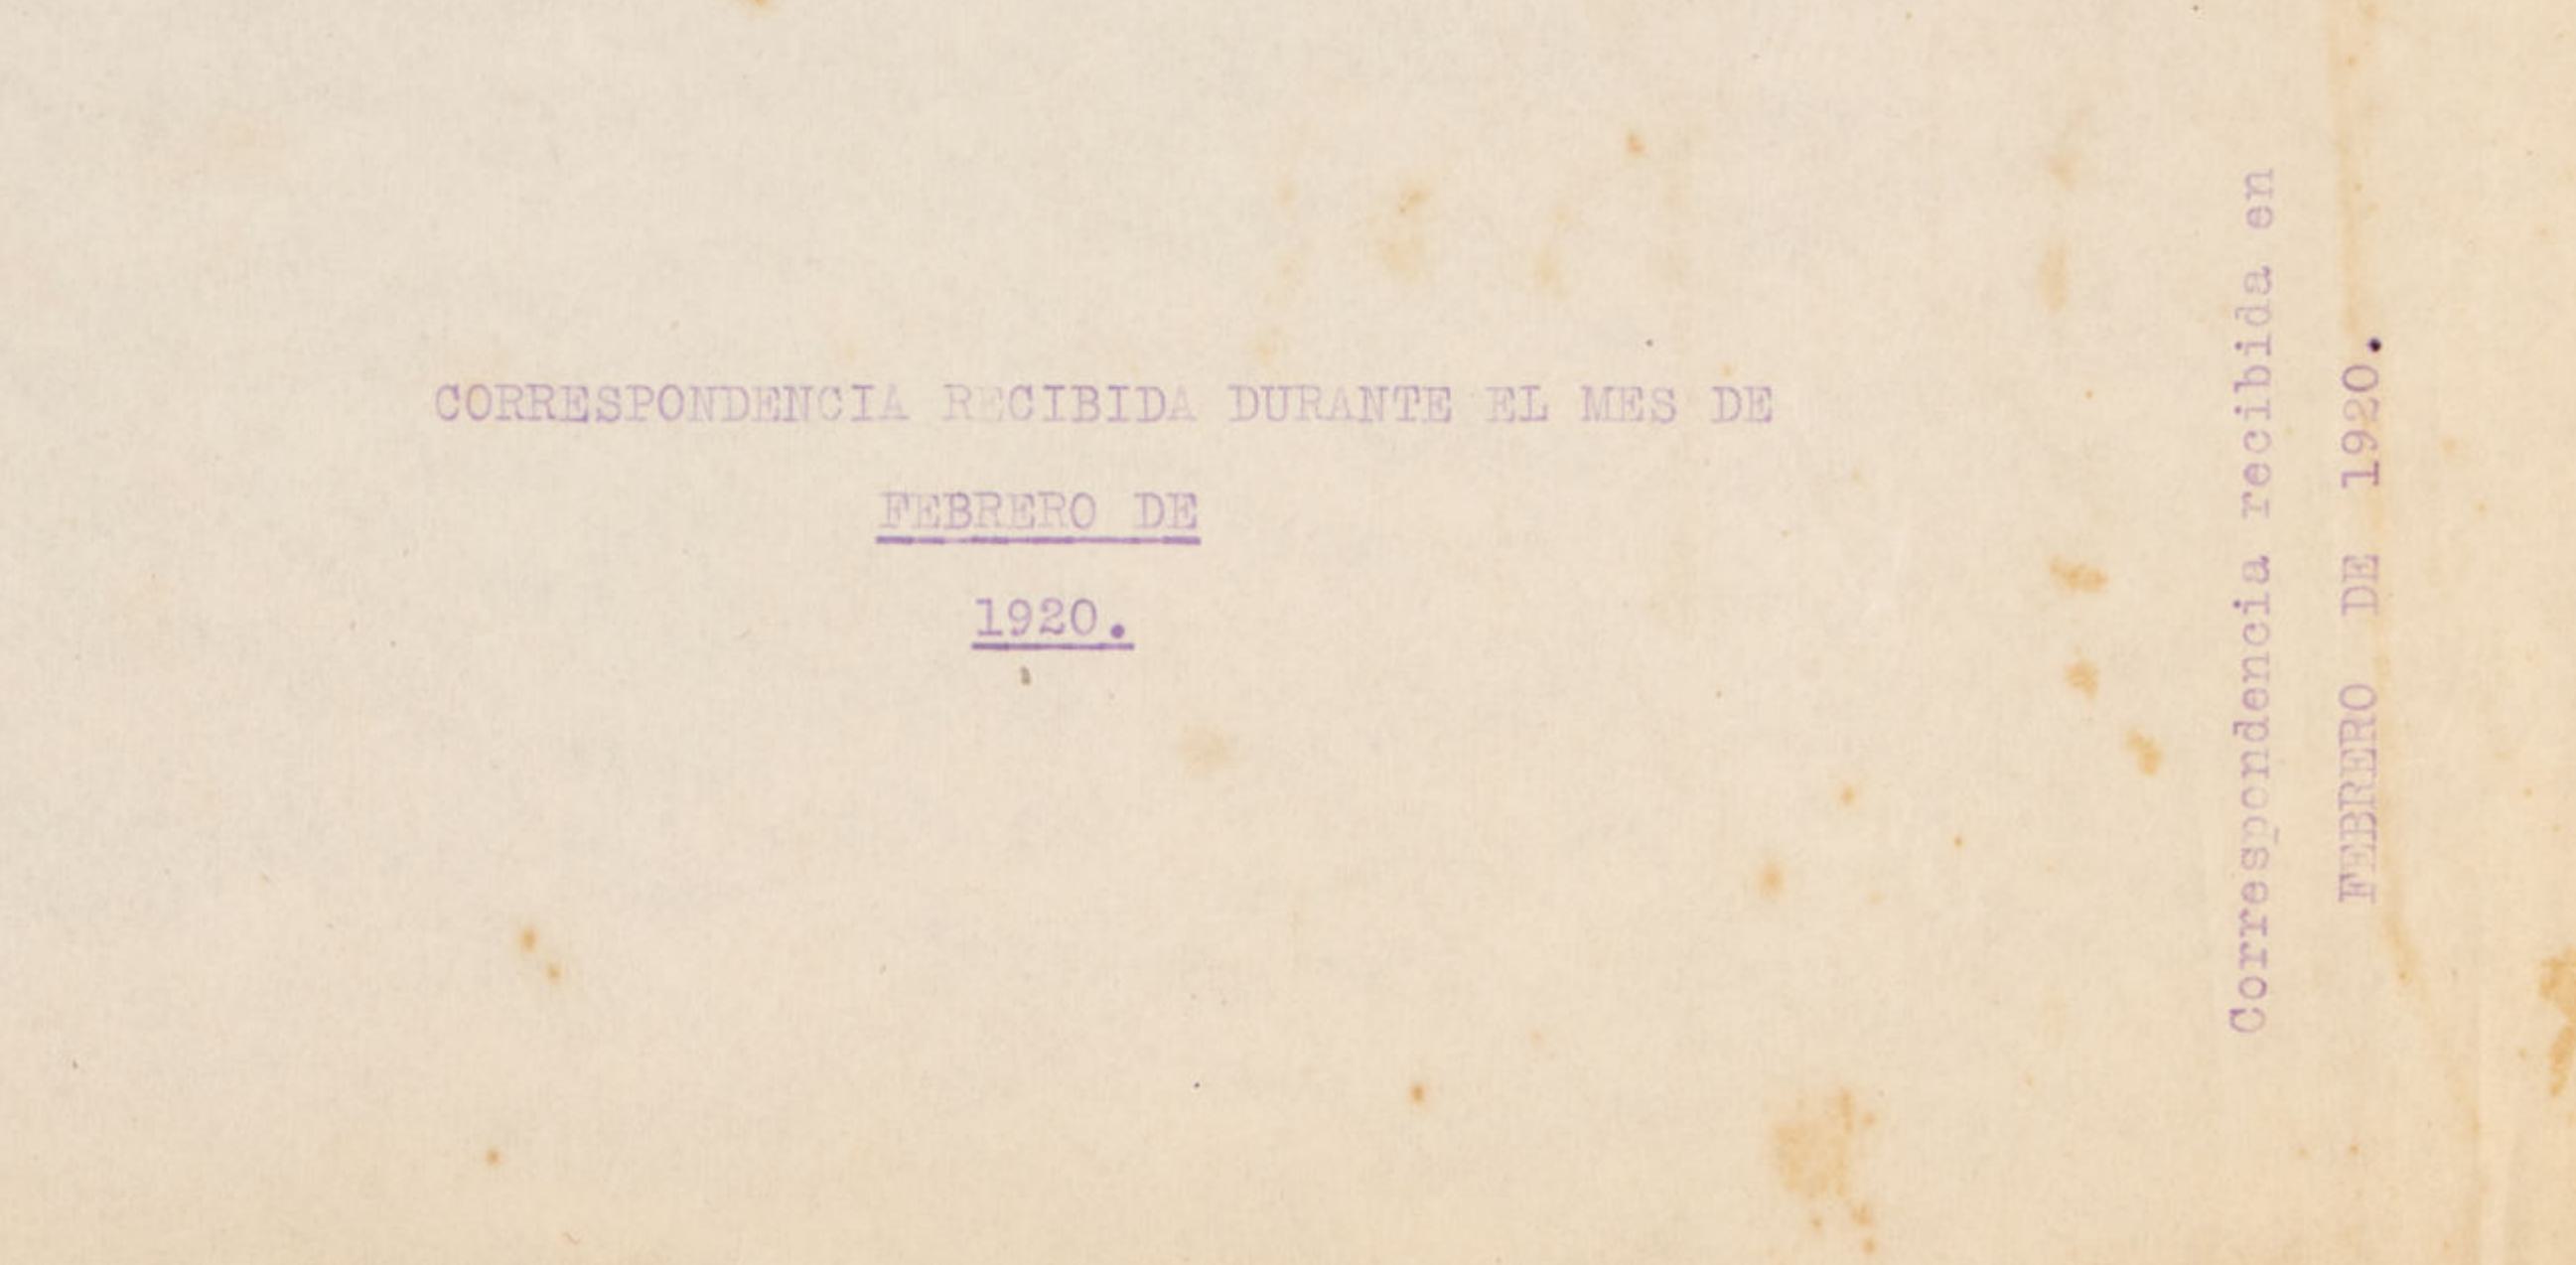 CORRESPONDENCIA RECIBIDA DURANTE EL MES DE
FEBRERO DE
1920.
Correspondencia recibida en
FEBRERO DE 1920.